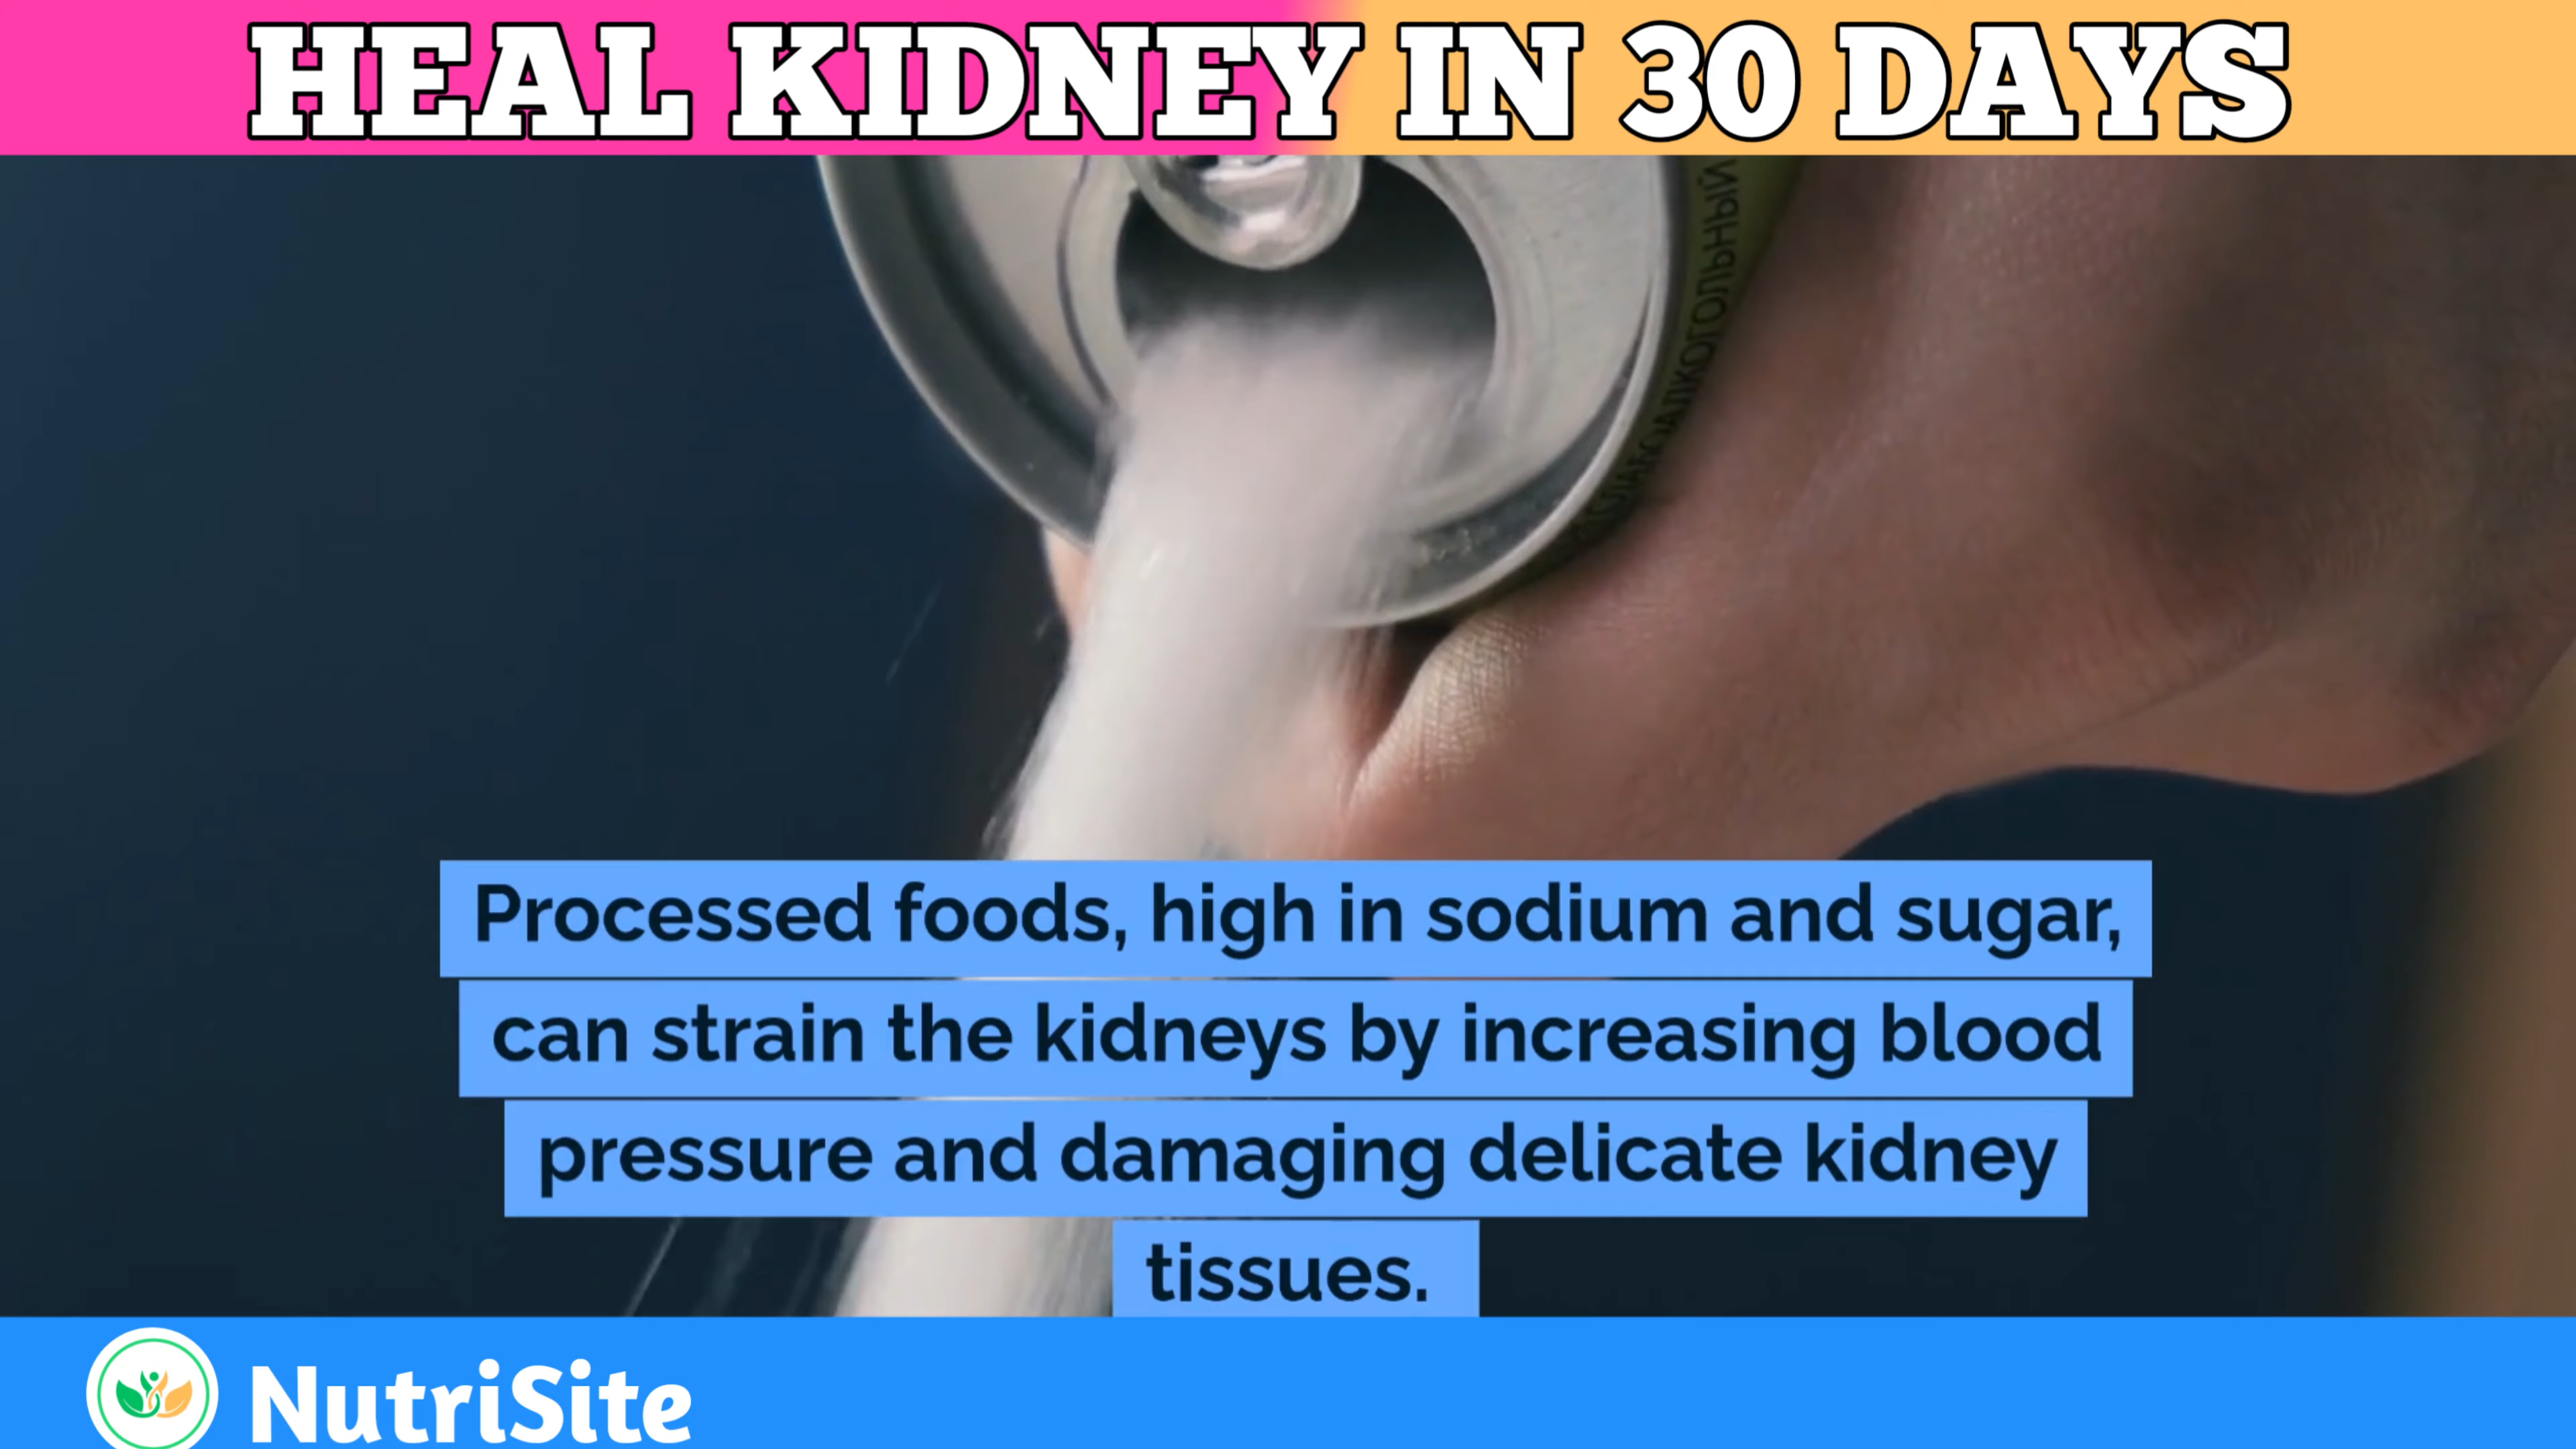 HEAL KIDNEY IN 30 DAYS
Processed foods, high in sodium and sugar,
can strain the kidneys by increasing blood
pressure and damaging delicate kidney
tissues.
NutriSite